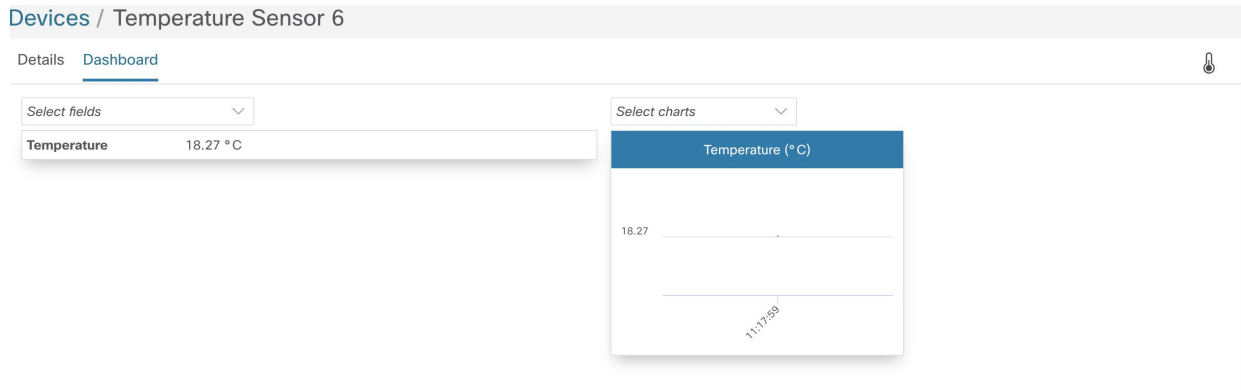 Devices / Temperature Sensor 6
Details Dashboard
Select fields
Temperature 18.27 °C
Select charts
Temperature (°C)
18.27
11:17:59